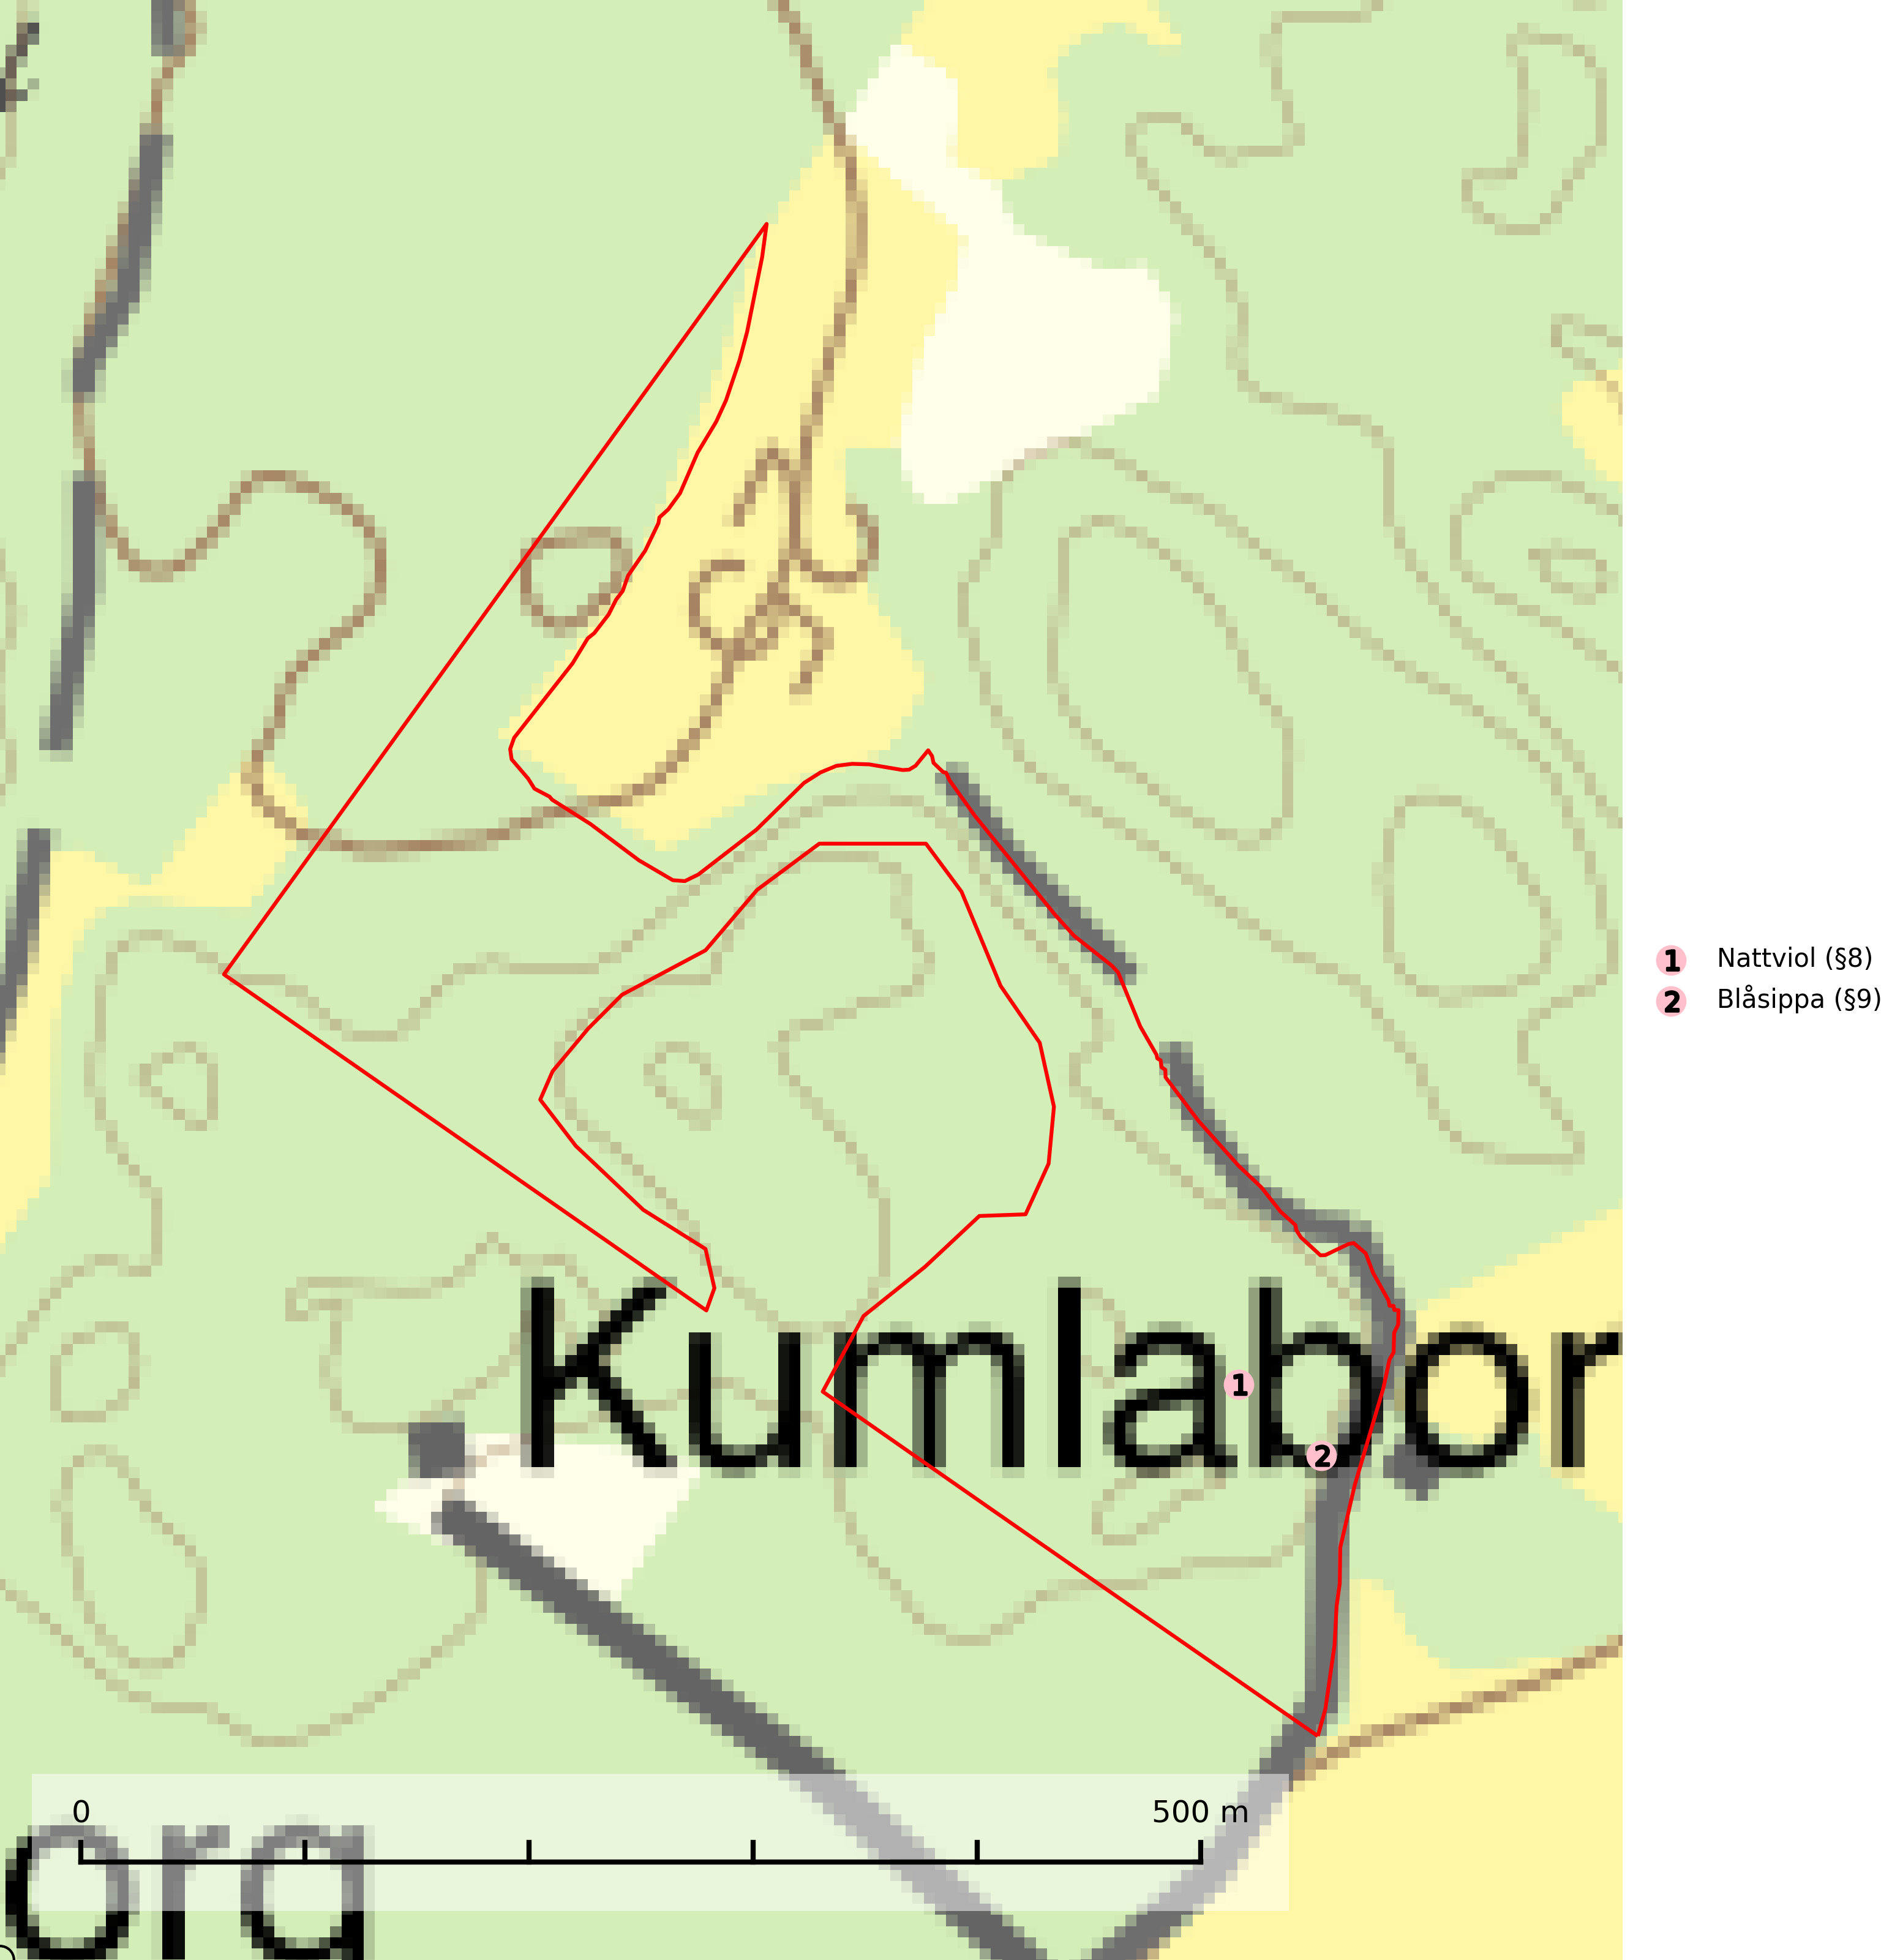 Kumlabor
1
2
1 Nattviol (§8)
2 Blåsippa (§9)
0 500 m
org